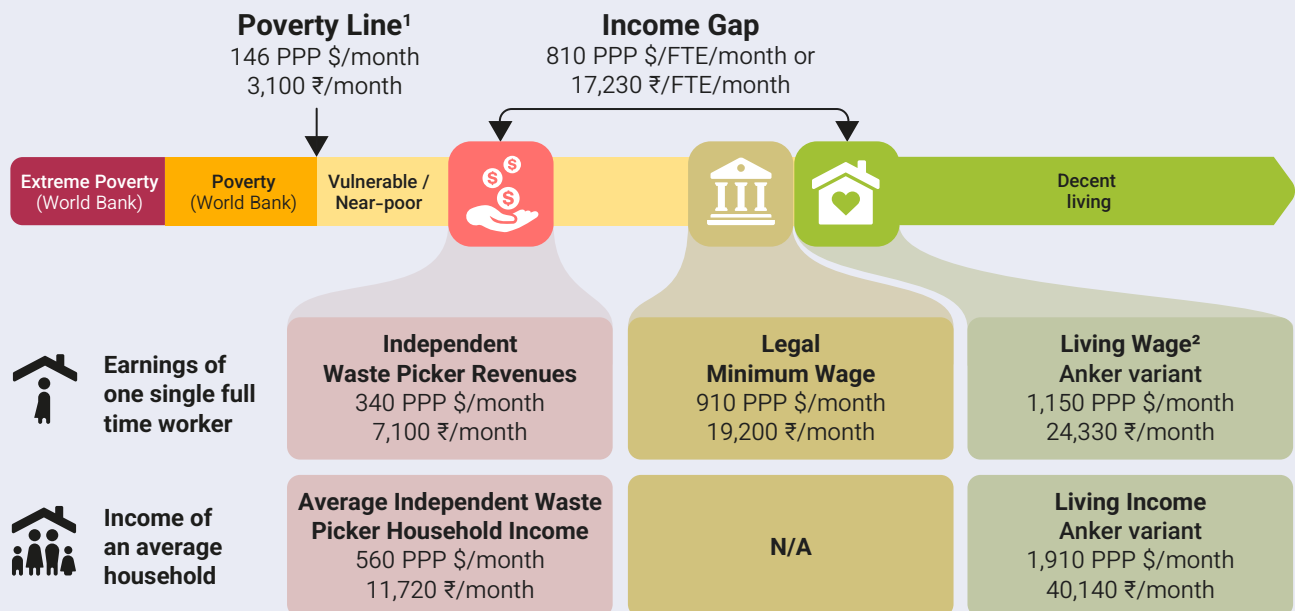 Poverty Line¹
146 PPP $/month
3,100 ₹/month
Income Gap
810 PPP $/FTE/month or
17,230 ₹/FTE/month
Extreme Poverty
(World Bank)
Poverty
(World Bank)
Vulnerable /
Near-poor
$
$
$
Decent
living
Earnings of
one single full
time worker
Independent
Waste Picker Revenues
340 PPP $/month
7,100 ₹/month
Legal
Minimum Wage
910 PPP $/month
19,200 ₹/month
Living Wage²
Anker variant
1,150 PPP $/month
24,330 ₹/month
Income of
an average
household
Average Independent Waste
Picker Household Income
560 PPP $/month
11,720 ₹/month
N/A
Living Income
Anker variant
1,910 PPP $/month
40,140 ₹/month